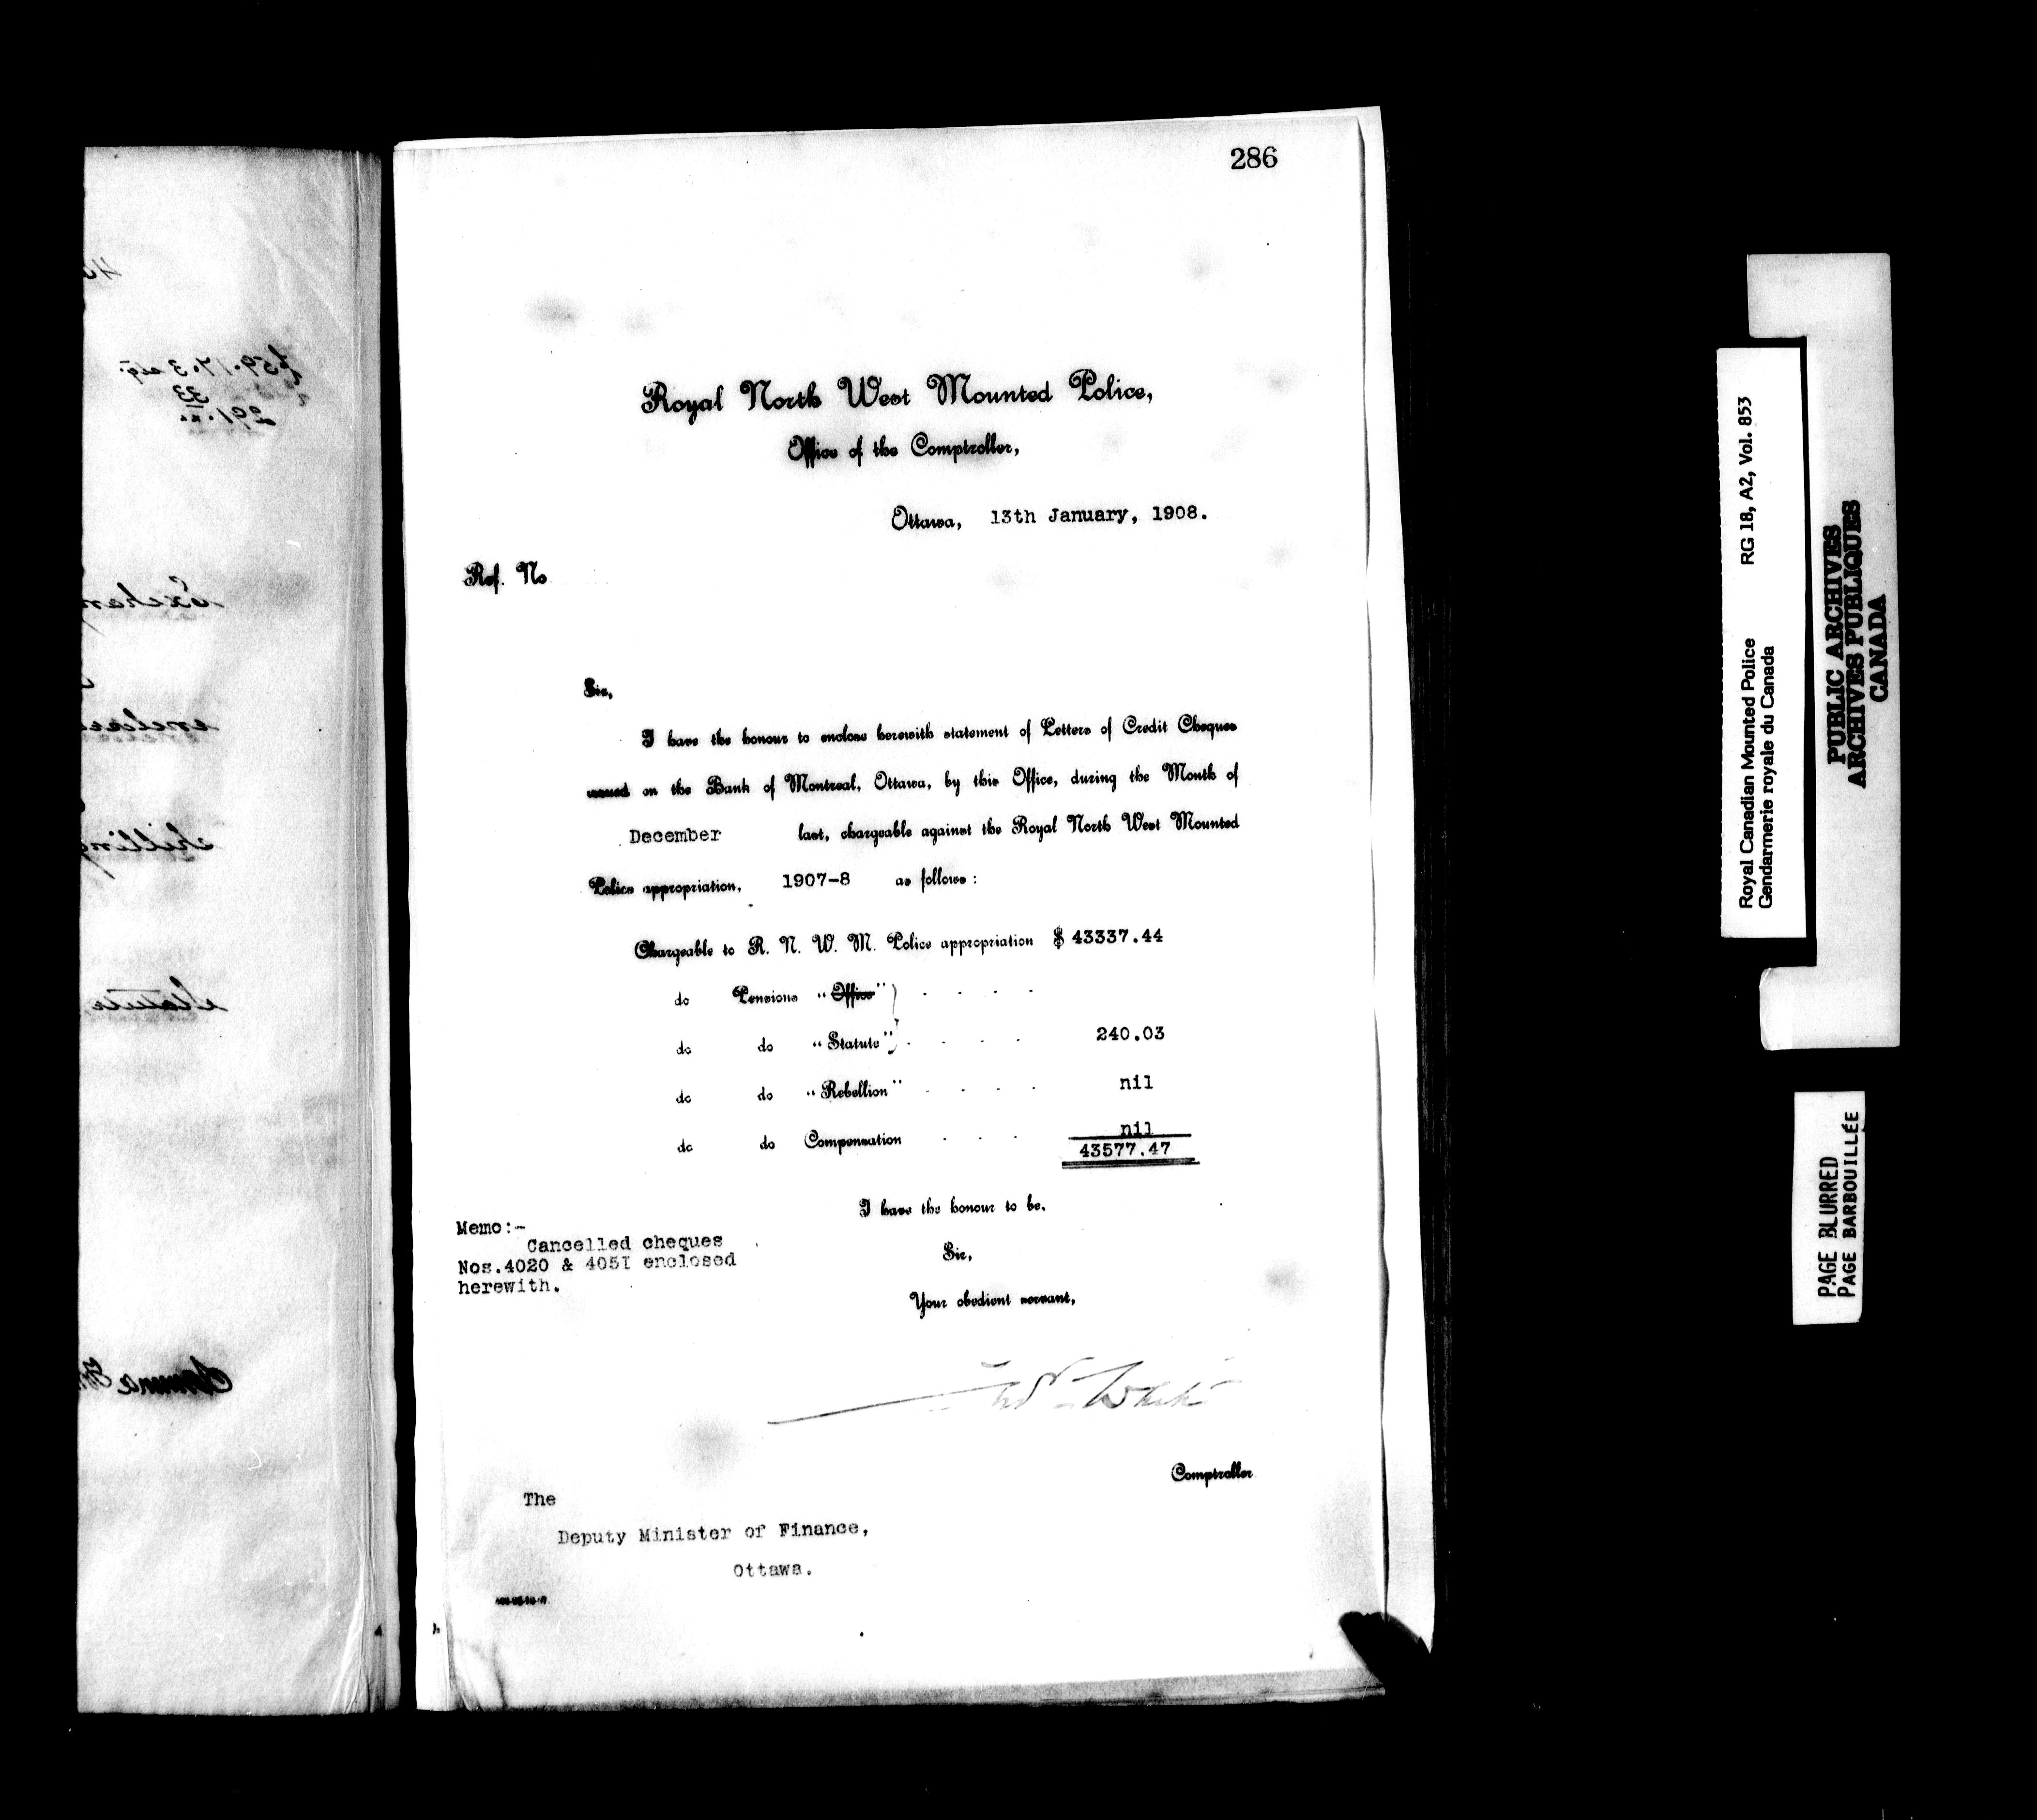 286
Royal North West Mounted Police,
Office of the Comptroller,
Ottawa, 13th January, 1908.
Ref. No
Sir,
I have the honour to enclose herewith statement of Letters of Credit Cheques
issued on the Bank of Montreal, Ottawa, by this Office, during the Month of
December last, chargeable against the Royal North West Mounted
Police appropriation, 1907-8 as follows:
Chargeable to R. N. W. M. Police appropriation $ 43337.44
do Pensions "Office" ) - - - -
do do "Statute" ) - - - - 240.03
do do "Rebellion" - - - - nil
do do Compensation - - - nil
43577.47
I have the honour to be,
Sir,
Your obedient servant,
Memo:-
Cancelled cheques
Nos.4020 & 4051 enclosed
herewith.
Fred White
Comptroller
The
Deputy Minister of Finance,
Ottawa.
Royal Canadian Mounted Police RG 18, A2, Vol. 853
Gendarmerie royale du Canada
PUBLIC ARCHIVES
ARCHIVES PUBLIQUES
CANADA
PAGE BLURRED
PAGE BARBOUILLÉE